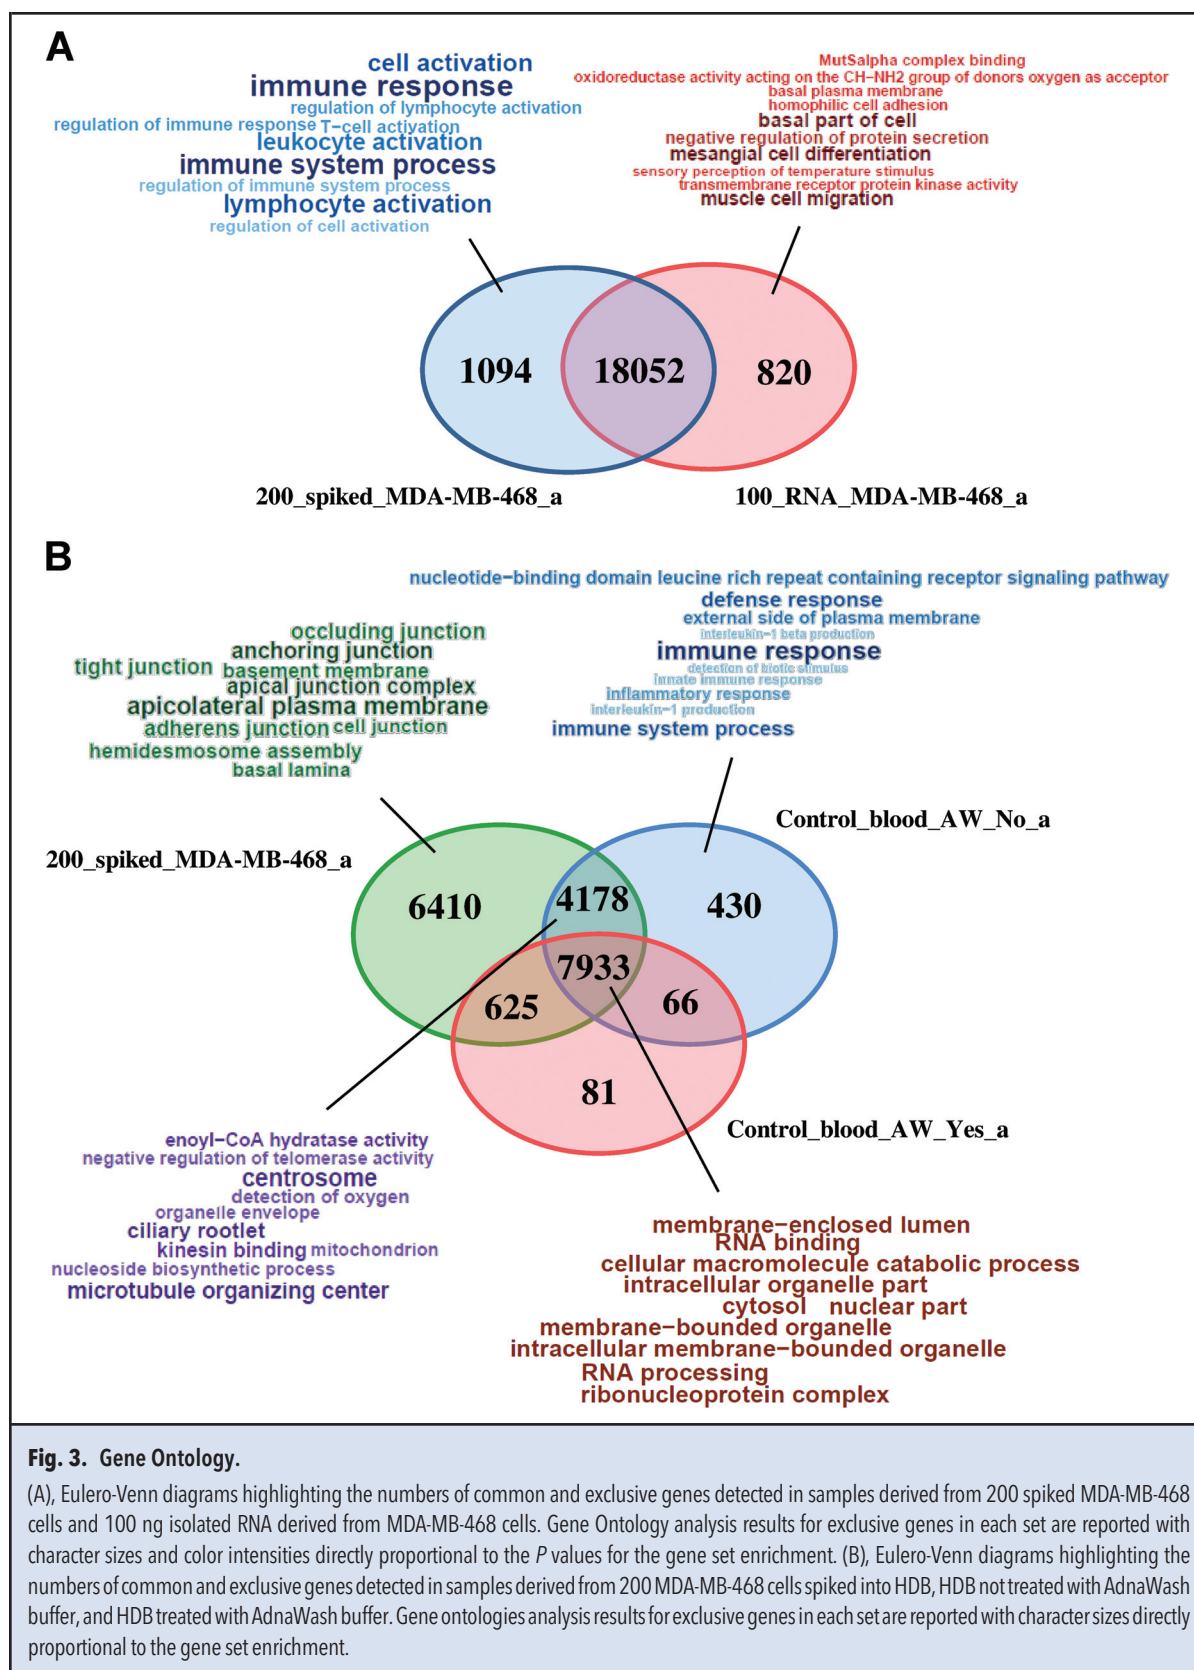 A
cell activation
immune response
regulation of lymphocyte activation
regulation of immune response T-cell activation
leukocyte activation
immune system process
regulation of immune system process
lymphocyte activation
regulation of cell activation
MutSalpha complex binding
oxidoreductase activity acting on the CH-NH2 group of donors oxygen as acceptor
basal plasma membrane
homophilic cell adhesion
basal part of cell
negative regulation of protein secretion
mesangial cell differentiation
sensory perception of temperature stimulus
transmembrane receptor protein kinase activity
muscle cell migration
1094 18052 820
200_spiked_MDA-MB-468_a 100_RNA_MDA-MB-468_a
B
occluding junction
anchoring junction
tight junction basement membrane
apical junction complex
apicolateral plasma membrane
adherens junction cell junction
hemidesmosome assembly
basal lamina
nucleotide-binding domain leucine rich repeat containing receptor signaling pathway
defense response
external side of plasma membrane
interleukin-1 beta production
immune response
detection of biotic stimulus
innate immune response
inflammatory response
interleukin-1 production
immune system process
Control_blood_AW_No_a
200_spiked_MDA-MB-468_a
6410 4178 430
7933
625 66
81
Control_blood_AW_Yes_a
enoyl-CoA hydratase activity
negative regulation of telomerase activity
centrosome
detection of oxygen
organelle envelope
ciliary rootlet
kinesin binding mitochondrion
nucleoside biosynthetic process
microtubule organizing center
membrane-enclosed lumen
RNA binding
cellular macromolecule catabolic process
intracellular organelle part
cytosol nuclear part
membrane-bounded organelle
intracellular membrane-bounded organelle
RNA processing
ribonucleoprotein complex
Fig. 3. Gene Ontology.
(A), Eulero-Venn diagrams highlighting the numbers of common and exclusive genes detected in samples derived from 200 spiked MDA-MB-468
cells and 100 ng isolated RNA derived from MDA-MB-468 cells. Gene Ontology analysis results for exclusive genes in each set are reported with
character sizes and color intensities directly proportional to the P values for the gene set enrichment. (B), Eulero-Venn diagrams highlighting the
numbers of common and exclusive genes detected in samples derived from 200 MDA-MB-468 cells spiked into HDB, HDB not treated with AdnaWash
buffer, and HDB treated with AdnaWash buffer. Gene ontologies analysis results for exclusive genes in each set are reported with character sizes directly
proportional to the gene set enrichment.